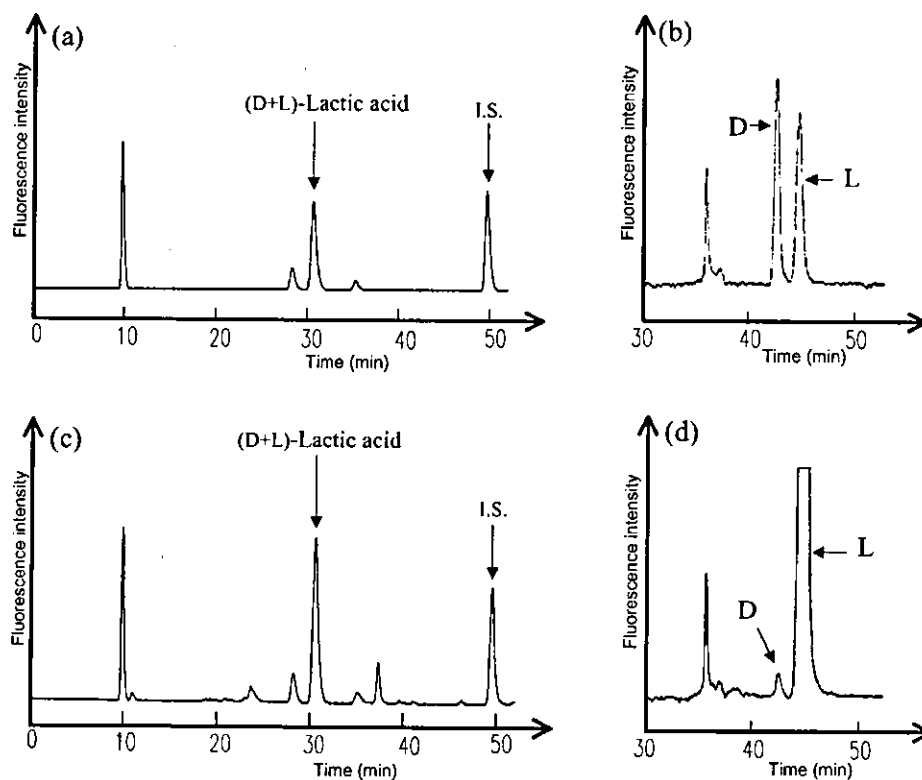 (a)
(D+L)-Lactic acid
I.S.
Fluorescence intensity
0 10 20 30 40 50
Time (min)
(b)
D
L
Fluorescence intensity
30 40 50
Time (min)
(c)
(D+L)-Lactic acid
I.S.
Fluorescence intensity
0 10 20 30 40 50
Time (min)
(d)
D
L
Fluorescence intensity
30 40 50
Time (min)